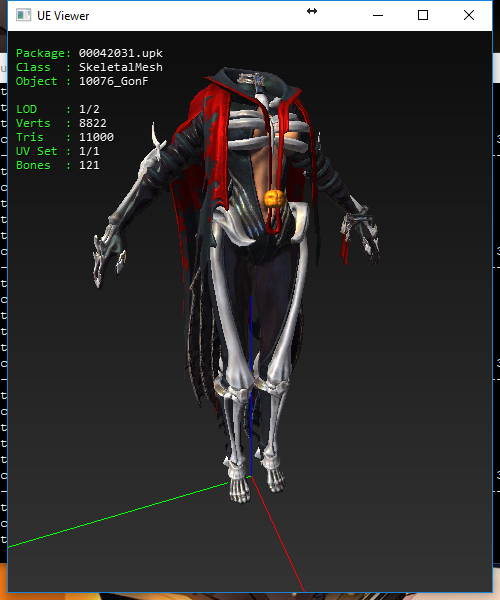 UE Viewer
Package: 00042031.upk
Class : SkeletalMesh
Object : 10076_GonF
LOD : 1/2
Verts : 8822
Tris : 11000
UV Set : 1/1
Bones : 121